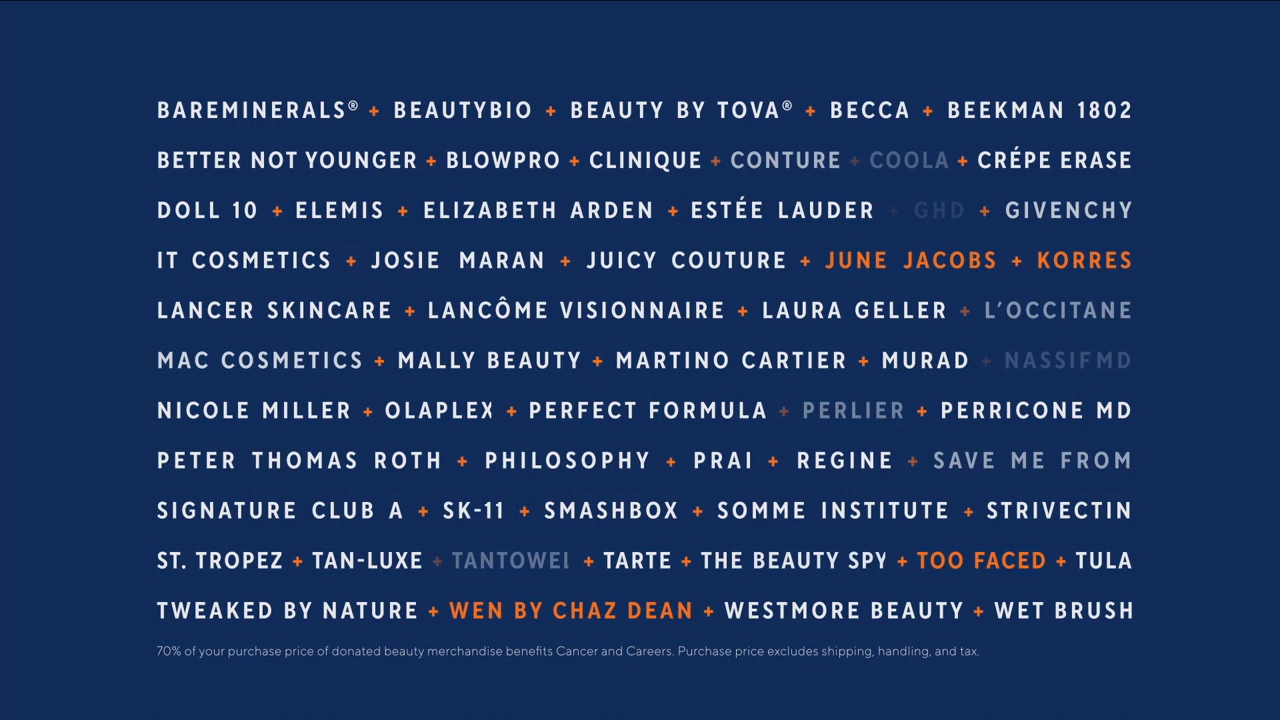 BAREMINERALS® + BEAUTYBIO + BEAUTY BY TOVA® + BECCA + BEEKMAN 1802
BETTER NOT YOUNGER + BLOWPRO + CLINIQUE + CONTURE + COOLA + CRÉPE ERASE
DOLL 10 + ELEMIS + ELIZABETH ARDEN + ESTÉE LAUDER + GHD + GIVENCHY
IT COSMETICS + JOSIE MARAN + JUICY COUTURE + JUNE JACOBS + KORRES
LANCER SKINCARE + LANCÔME VISIONNAIRE + LAURA GELLER + L'OCCITANE
MAC COSMETICS + MALLY BEAUTY + MARTINO CARTIER + MURAD + NASSIFMD
NICOLE MILLER + OLAPLEX + PERFECT FORMULA + PERLIER + PERRICONE MD
PETER THOMAS ROTH + PHILOSOPHY + PRAI + REGINE + SAVE ME FROM
SIGNATURE CLUB A + SK-11 + SMASHBOX + SOMME INSTITUTE + STRIVECTIN
ST. TROPEZ + TAN-LUXE + TANTOWEL + TARTE + THE BEAUTY SPY + TOO FACED + TULA
TWEAKED BY NATURE + WEN BY CHAZ DEAN + WESTMORE BEAUTY + WET BRUSH
70% of your purchase price of donated beauty merchandise benefits Cancer and Careers. Purchase price excludes shipping, handling, and tax.